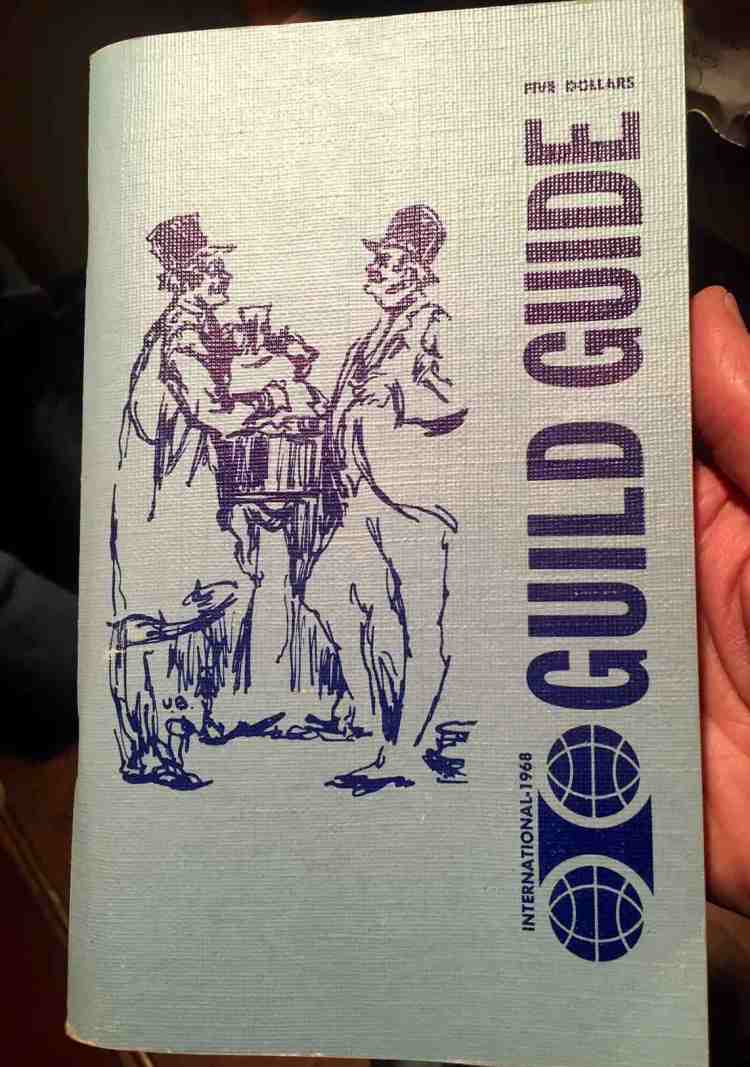 FIVE DOLLARS
GUILD GUIDE
INTERNATIONAL-1968